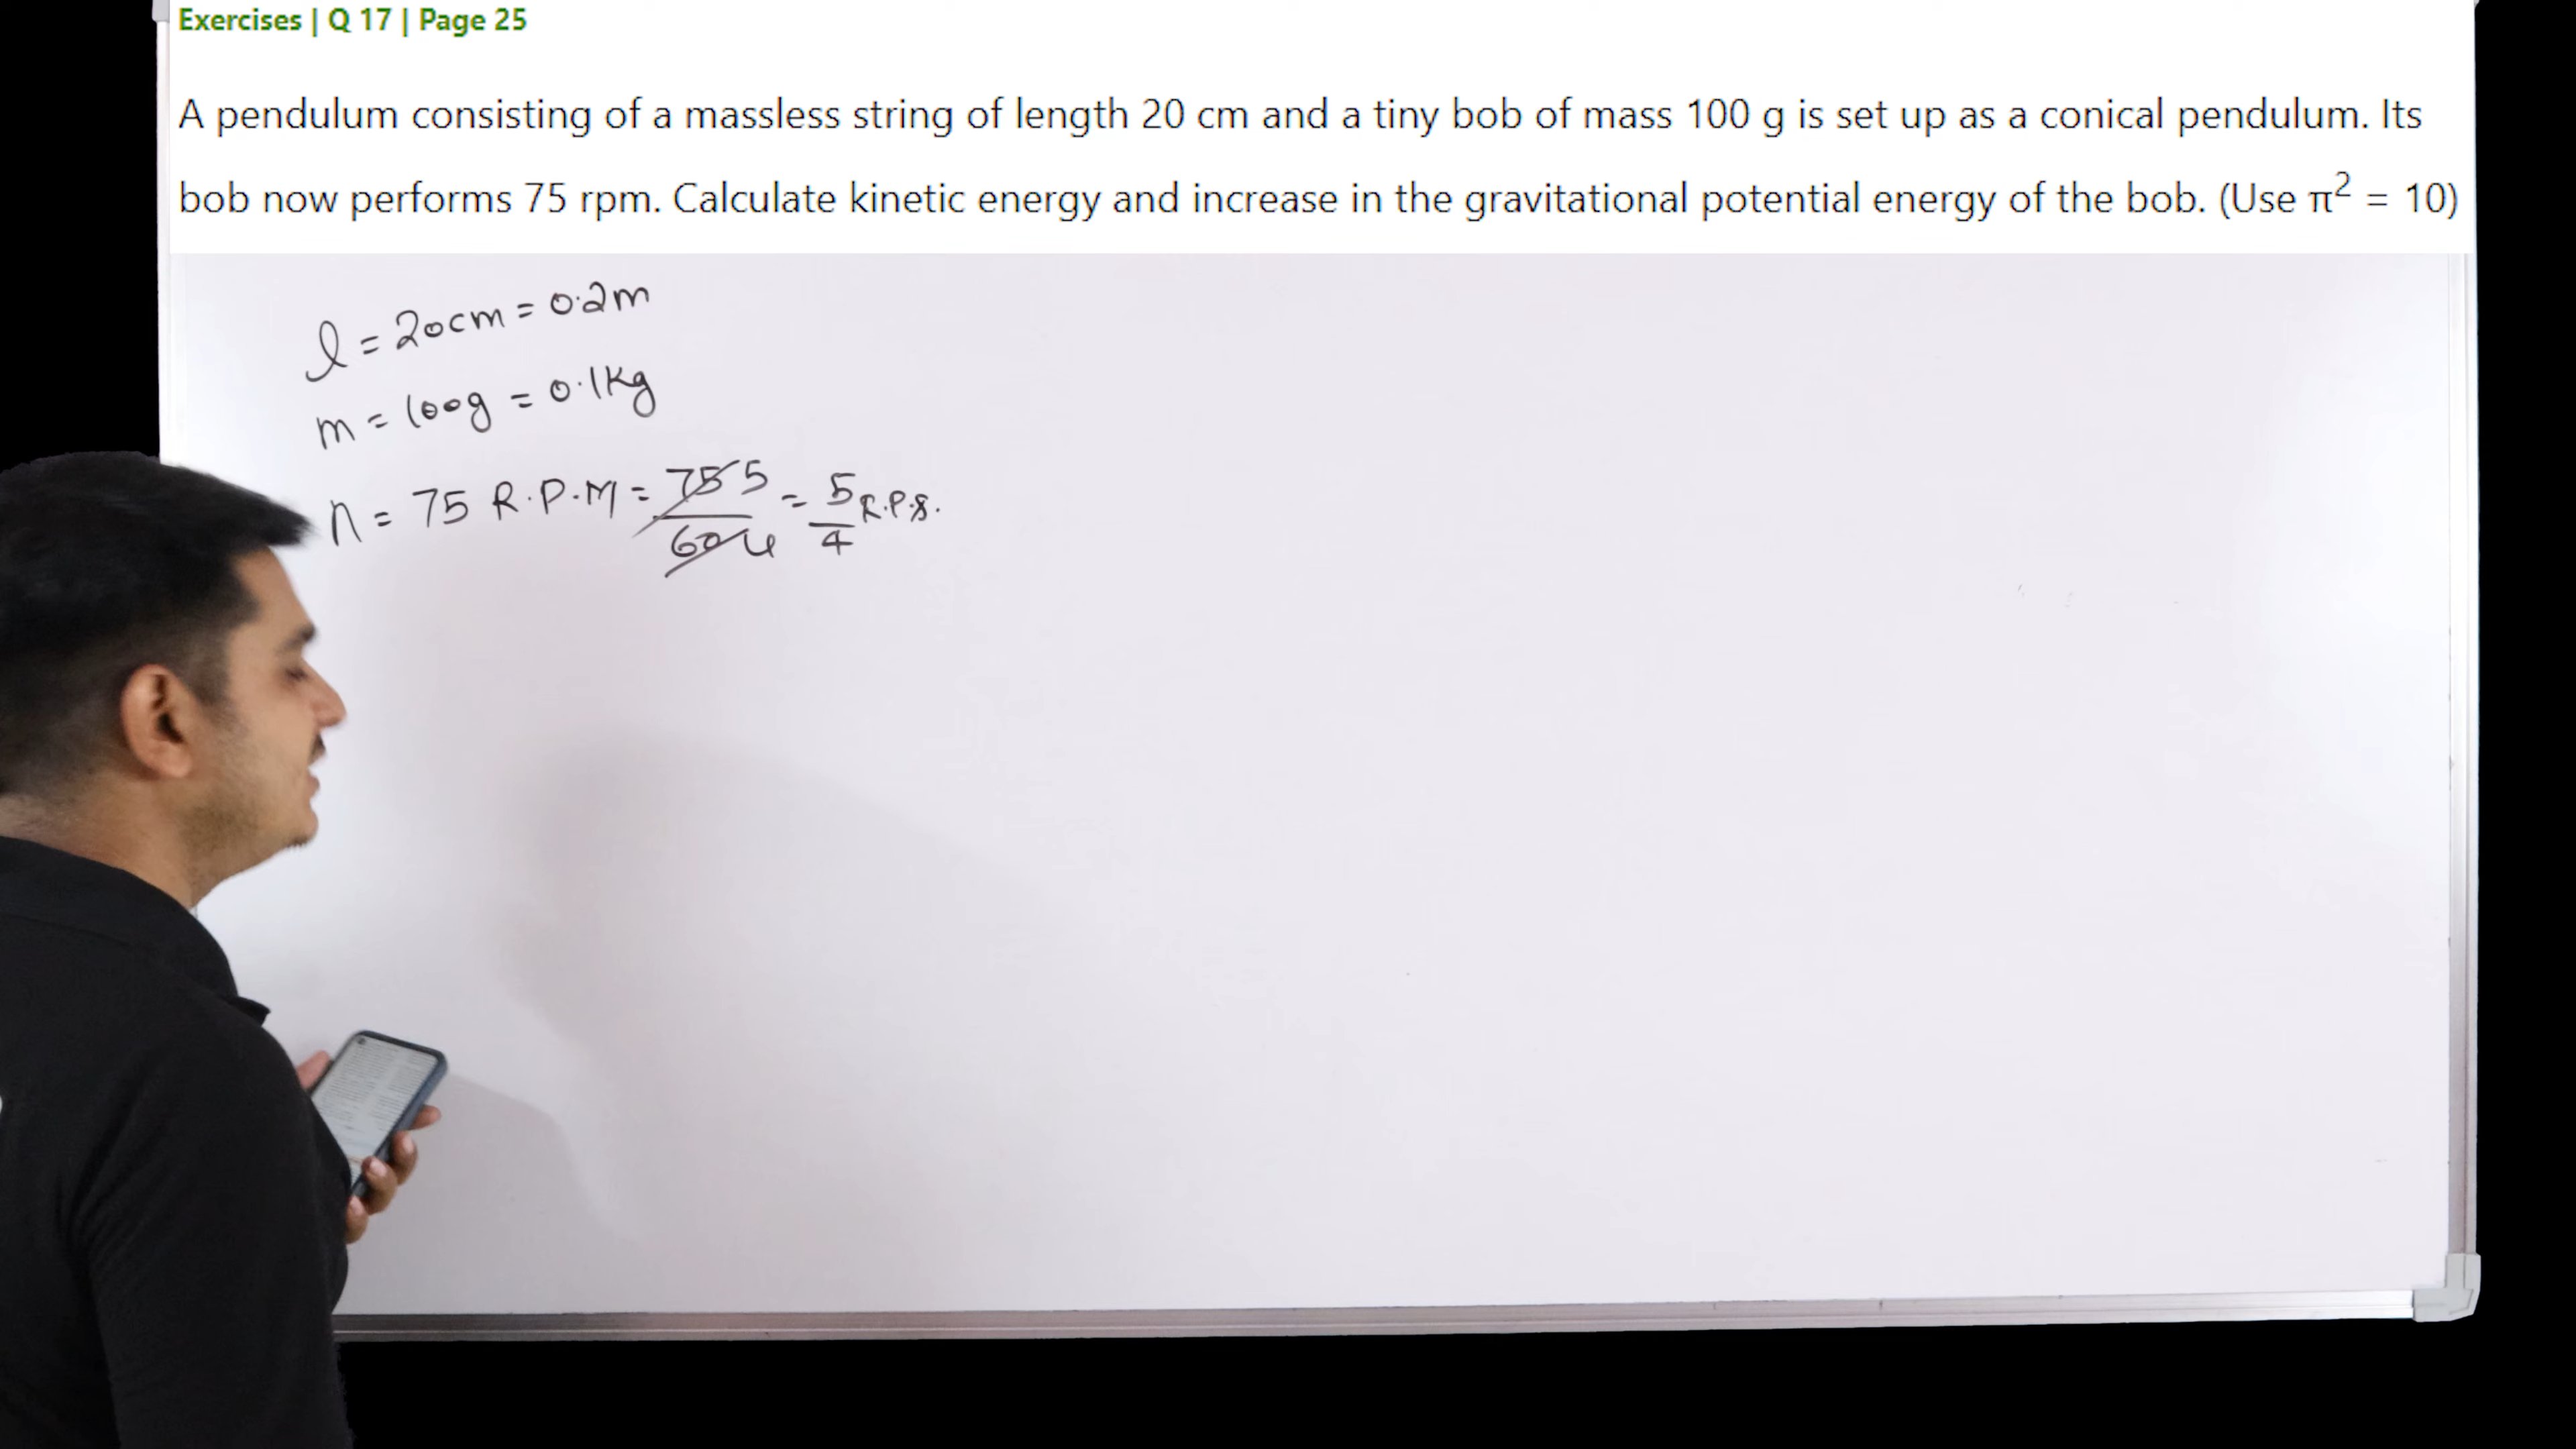 Exercises | Q 17 | Page 25
A pendulum consisting of a massless string of length 20 cm and a tiny bob of mass 100 g is set up as a conical pendulum. Its
bob now performs 75 rpm. Calculate kinetic energy and increase in the gravitational potential energy of the bob. (Use π² = 10)
l = 20cm = 0.2m
m = 100g = 0.1kg
n = 75 R.P.M = 75 5 / 60 4 = 5/4 R.P.S.